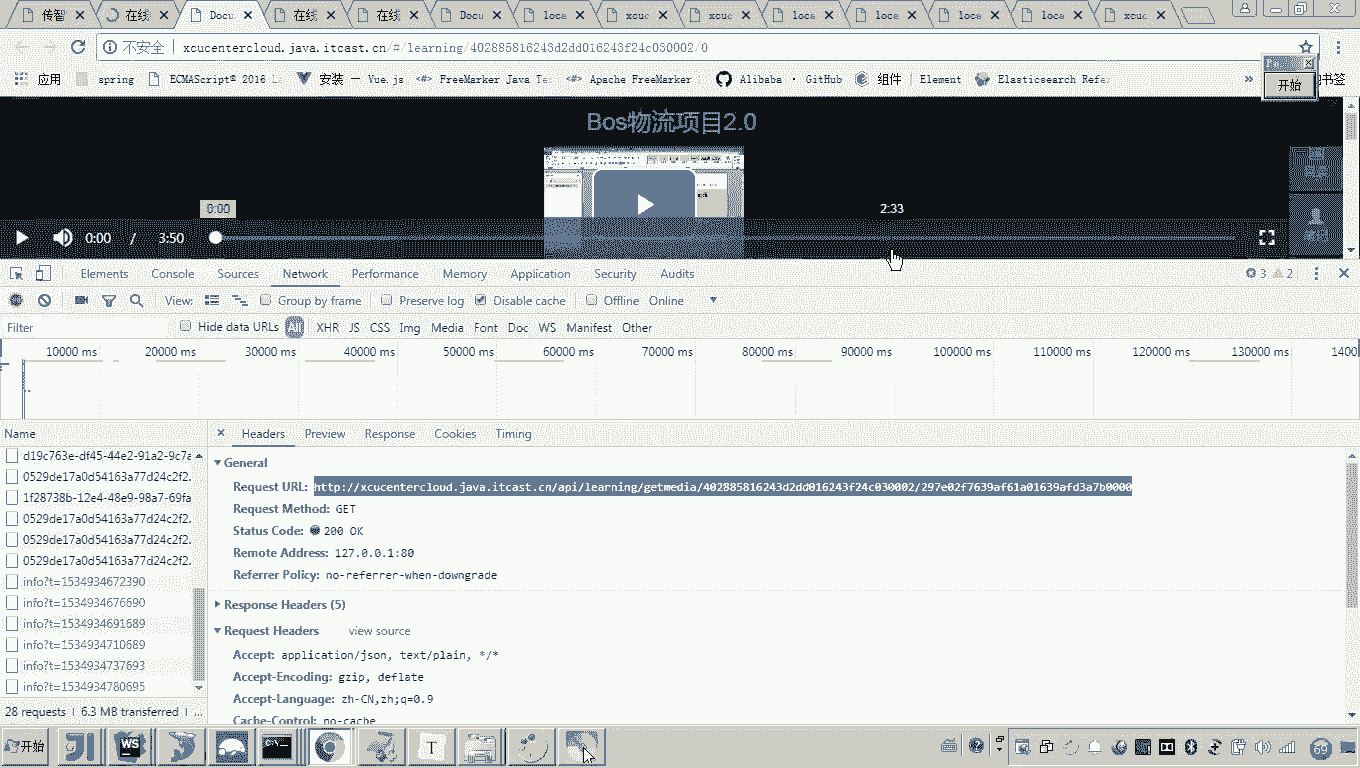 传智 在线 Docu 在线 在线 Docu loca xcuc xcuc loca loca loca loca xcuc
不安全 xcucentercloud.java.itcast.cn/#/learning/402885816243d2dd016243f24c030002/0
应用 spring ECMAScript® 2016 安装 — Vue.js FreeMarker Java Te Apache FreeMarker Alibaba · GitHub 组件 | Element Elasticsearch Refe » 书签
开始
Bos物流项目2.0
0:00
2:33
0:00 / 3:50
Elements Console Sources Network Performance Memory Application Security Audits 3 2
View: Group by frame Preserve log Disable cache Offline Online
Filter Hide data URLs All XHR JS CSS Img Media Font Doc WS Manifest Other
10000 ms 20000 ms 30000 ms 40000 ms 50000 ms 60000 ms 70000 ms 80000 ms 90000 ms 100000 ms 110000 ms 120000 ms 130000 ms 1400
Name
d19c763e-df45-44e2-91a2-9c7a
0529de17a0d54163a77d24c2f2.
1f28738b-12e4-48e9-98a7-69fa
0529de17a0d54163a77d24c2f2.
0529de17a0d54163a77d24c2f2.
0529de17a0d54163a77d24c2f2.
info?t=1534934672390
info?t=1534934676690
info?t=1534934691689
info?t=1534934710689
info?t=1534934737693
info?t=1534934780695
28 requests | 6.3 MB transferred | ...
Headers Preview Response Cookies Timing
General
Request URL: http://xcucentercloud.java.itcast.cn/api/learning/getmedia/402885816243d2dd016243f24c030002/297e02f7639af61a01639afd3a7b0000
Request Method: GET
Status Code: 200 OK
Remote Address: 127.0.0.1:80
Referrer Policy: no-referrer-when-downgrade
Response Headers (5)
Request Headers view source
Accept: application/json, text/plain, */*
Accept-Encoding: gzip, deflate
Accept-Language: zh-CN,zh;q=0.9
Cache-Control: no-cache
开始 WS T 69